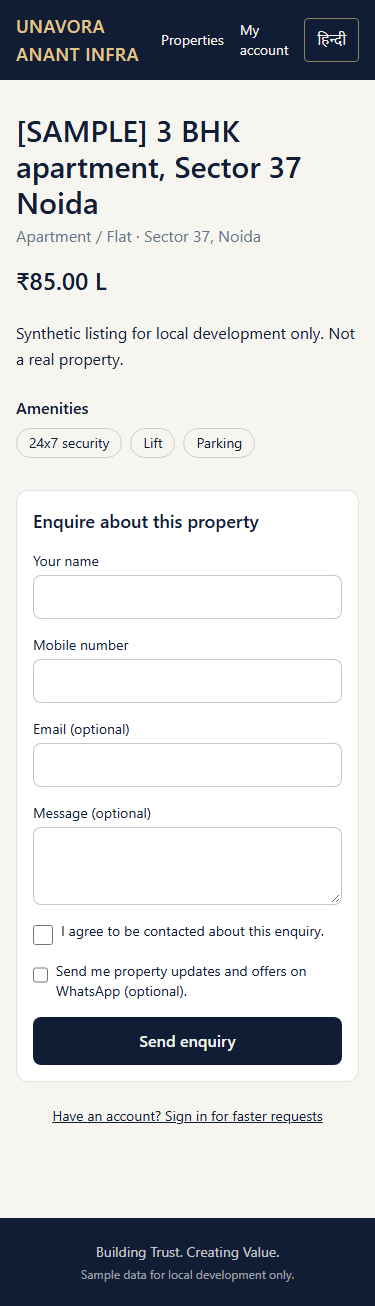 UNAVORA
ANANT INFRA
Properties
My
account
हिन्दी
[SAMPLE] 3 BHK
apartment, Sector 37
Noida
Apartment / Flat · Sector 37, Noida
₹85.00 L
Synthetic listing for local development only. Not
a real property.
Amenities
24x7 security
Lift
Parking
Enquire about this property
Your name
Mobile number
Email (optional)
Message (optional)
I agree to be contacted about this enquiry.
Send me property updates and offers on
WhatsApp (optional).
Send enquiry
Have an account? Sign in for faster requests
Building Trust. Creating Value.
Sample data for local development only.